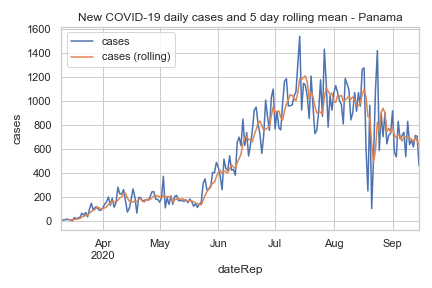 New COVID-19 daily cases and 5 day rolling mean - Panama
cases
cases (rolling)
1600
1400
1200
1000
800
600
400
200
0
cases
Apr
2020
May
Jun
Jul
Aug
Sep
dateRep